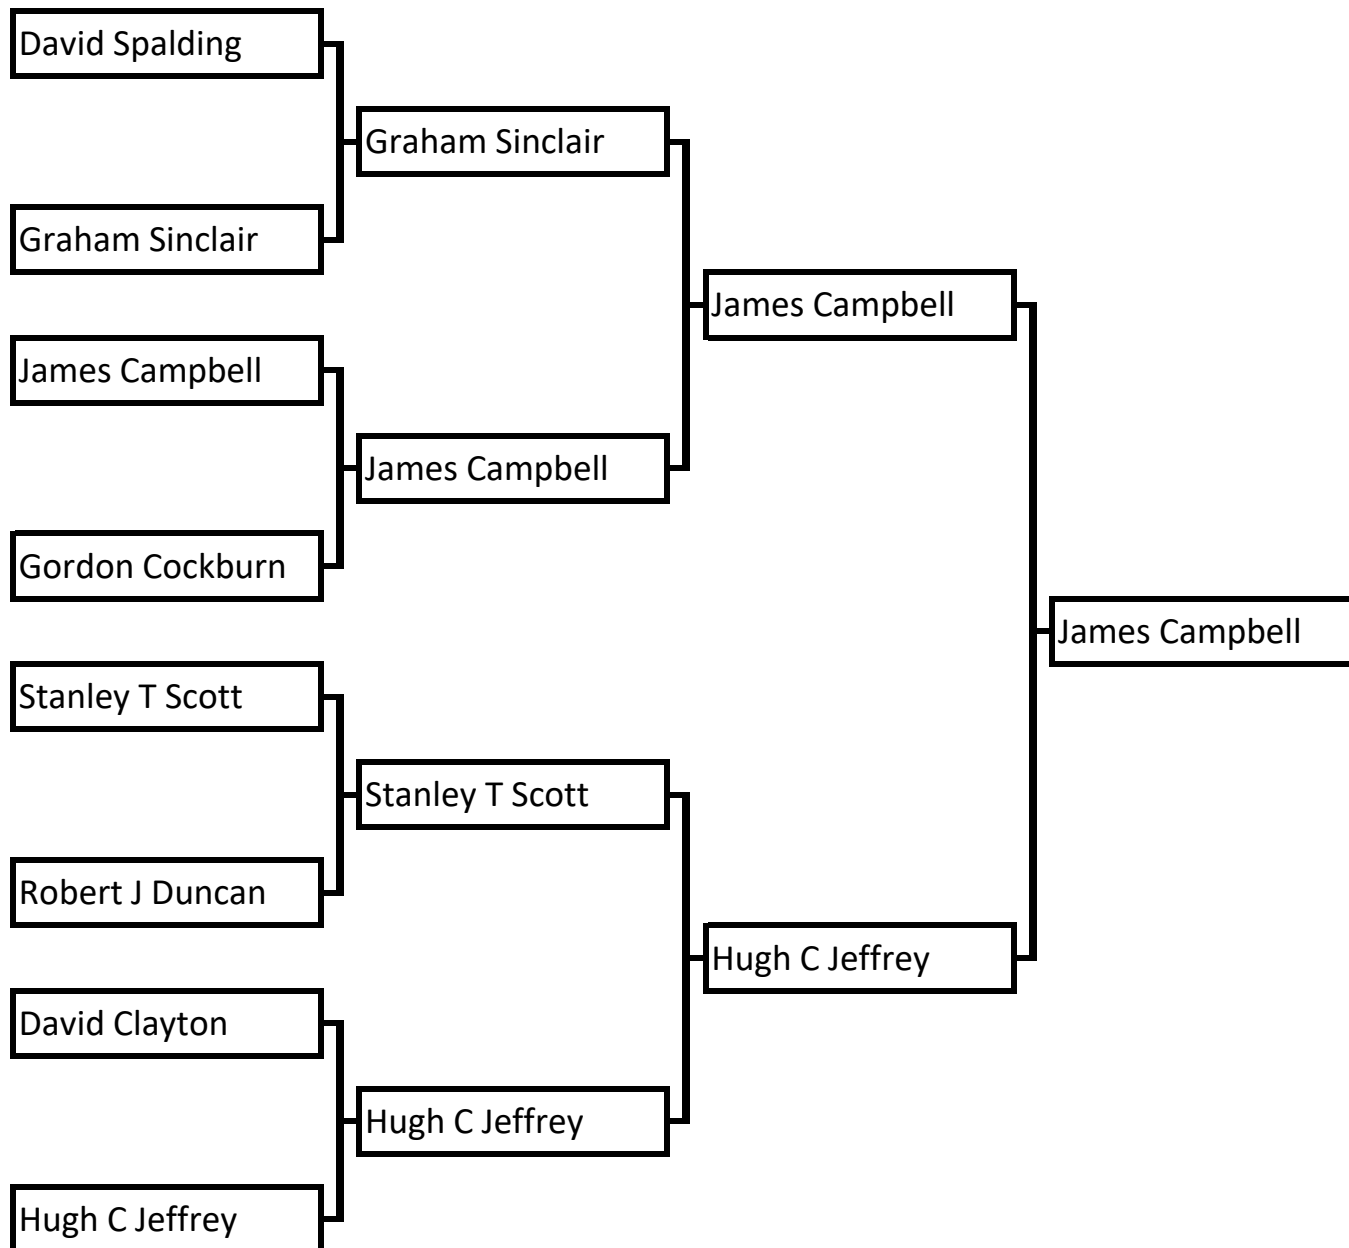 David Spalding
Graham Sinclair
Graham Sinclair
James Campbell
James Campbell
James Campbell
Gordon Cockburn
James Campbell
Stanley T Scott
Stanley T Scott
Robert J Duncan
Hugh C Jeffrey
David Clayton
Hugh C Jeffrey
Hugh C Jeffrey